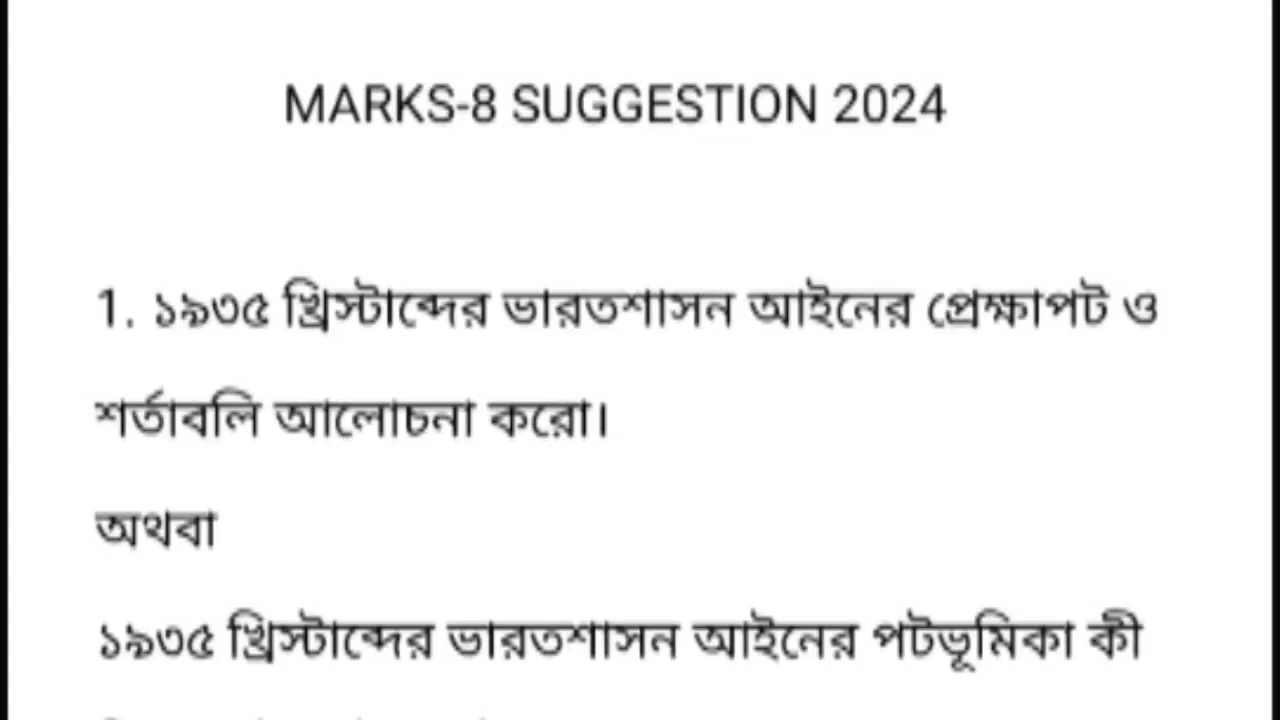 MARKS-8 SUGGESTION 2024
1. ১৯৩৫ খ্রিস্টাব্দের ভারতশাসন আইনের প্রেক্ষাপট ও
শর্তাবলি আলোচনা করো।
অথবা
১৯৩৫ খ্রিস্টাব্দের ভারতশাসন আইনের পটভূমিকা কী